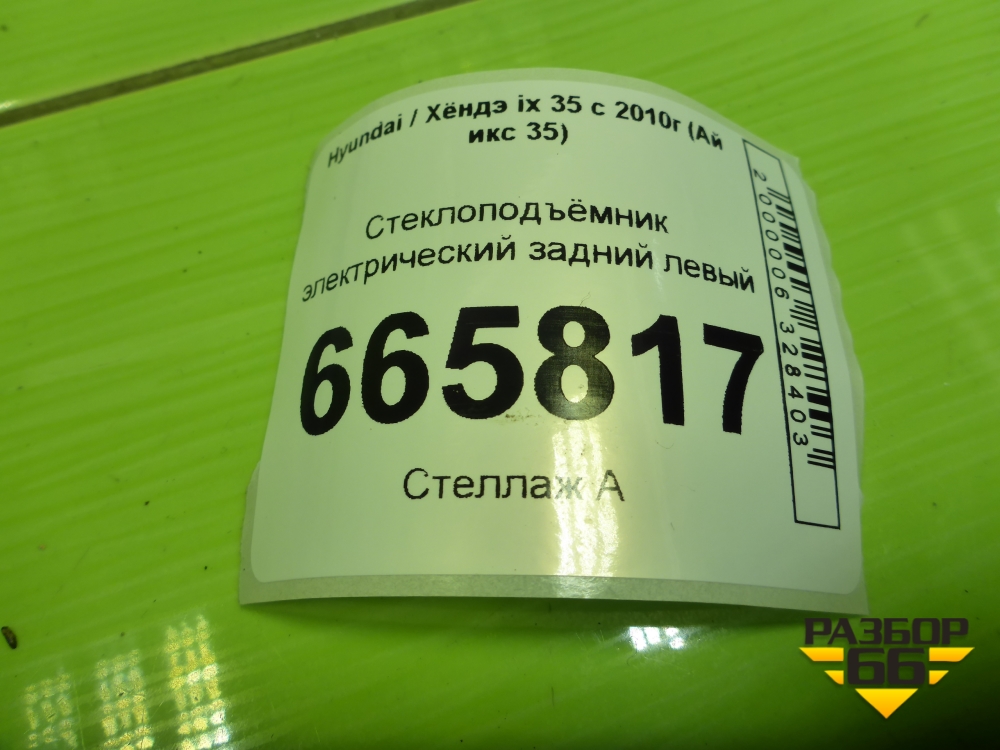 Hyundai / Хёндэ ix 35 с 2010г (Ай
икс 35)
Стеклоподъёмник
электрический задний левый
665817
Стеллаж А
2000006328403
РАЗБОР
66